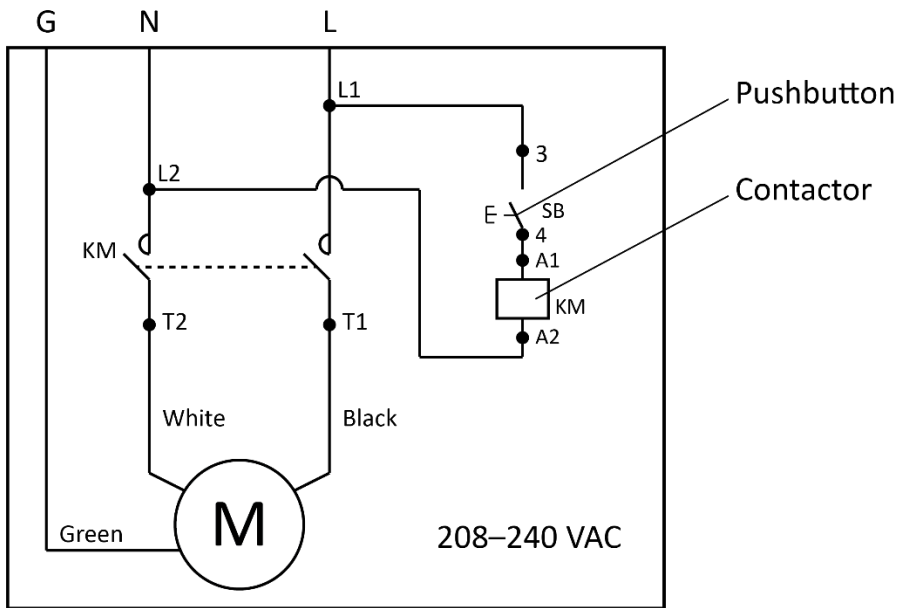 G N L
L1
Pushbutton
3
L2
Contactor
E SB
4
KM
A1
KM
T2 T1
A2
White Black
M
Green
208–240 VAC